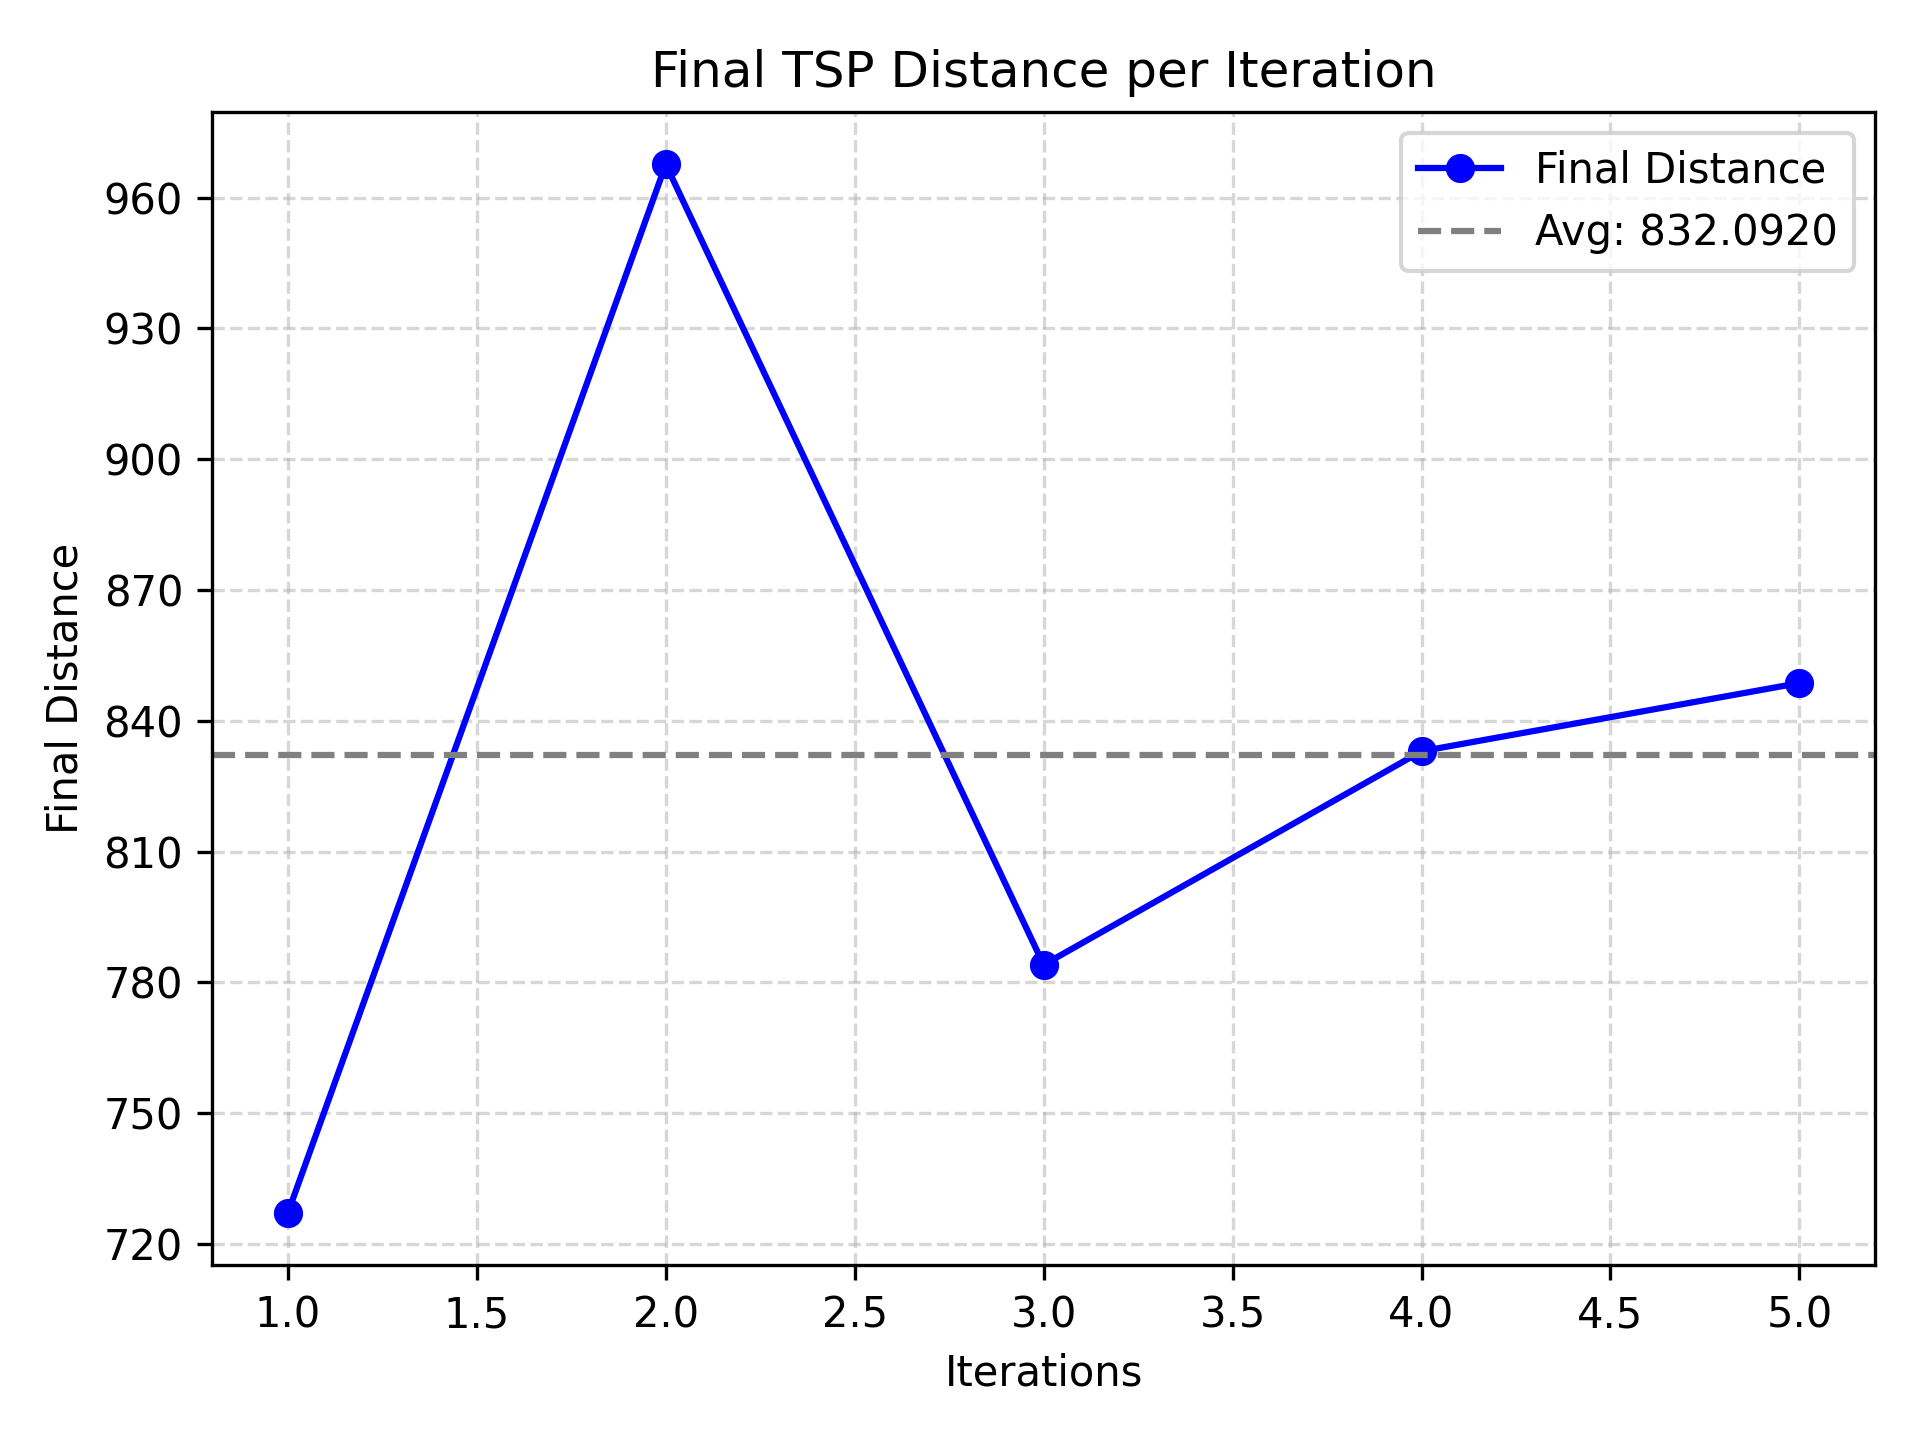 Final TSP Distance per Iteration
Final Distance
Avg: 832.0920
Final Distance
960
930
900
870
840
810
780
750
720
1.0 1.5 2.0 2.5 3.0 3.5 4.0 4.5 5.0
Iterations